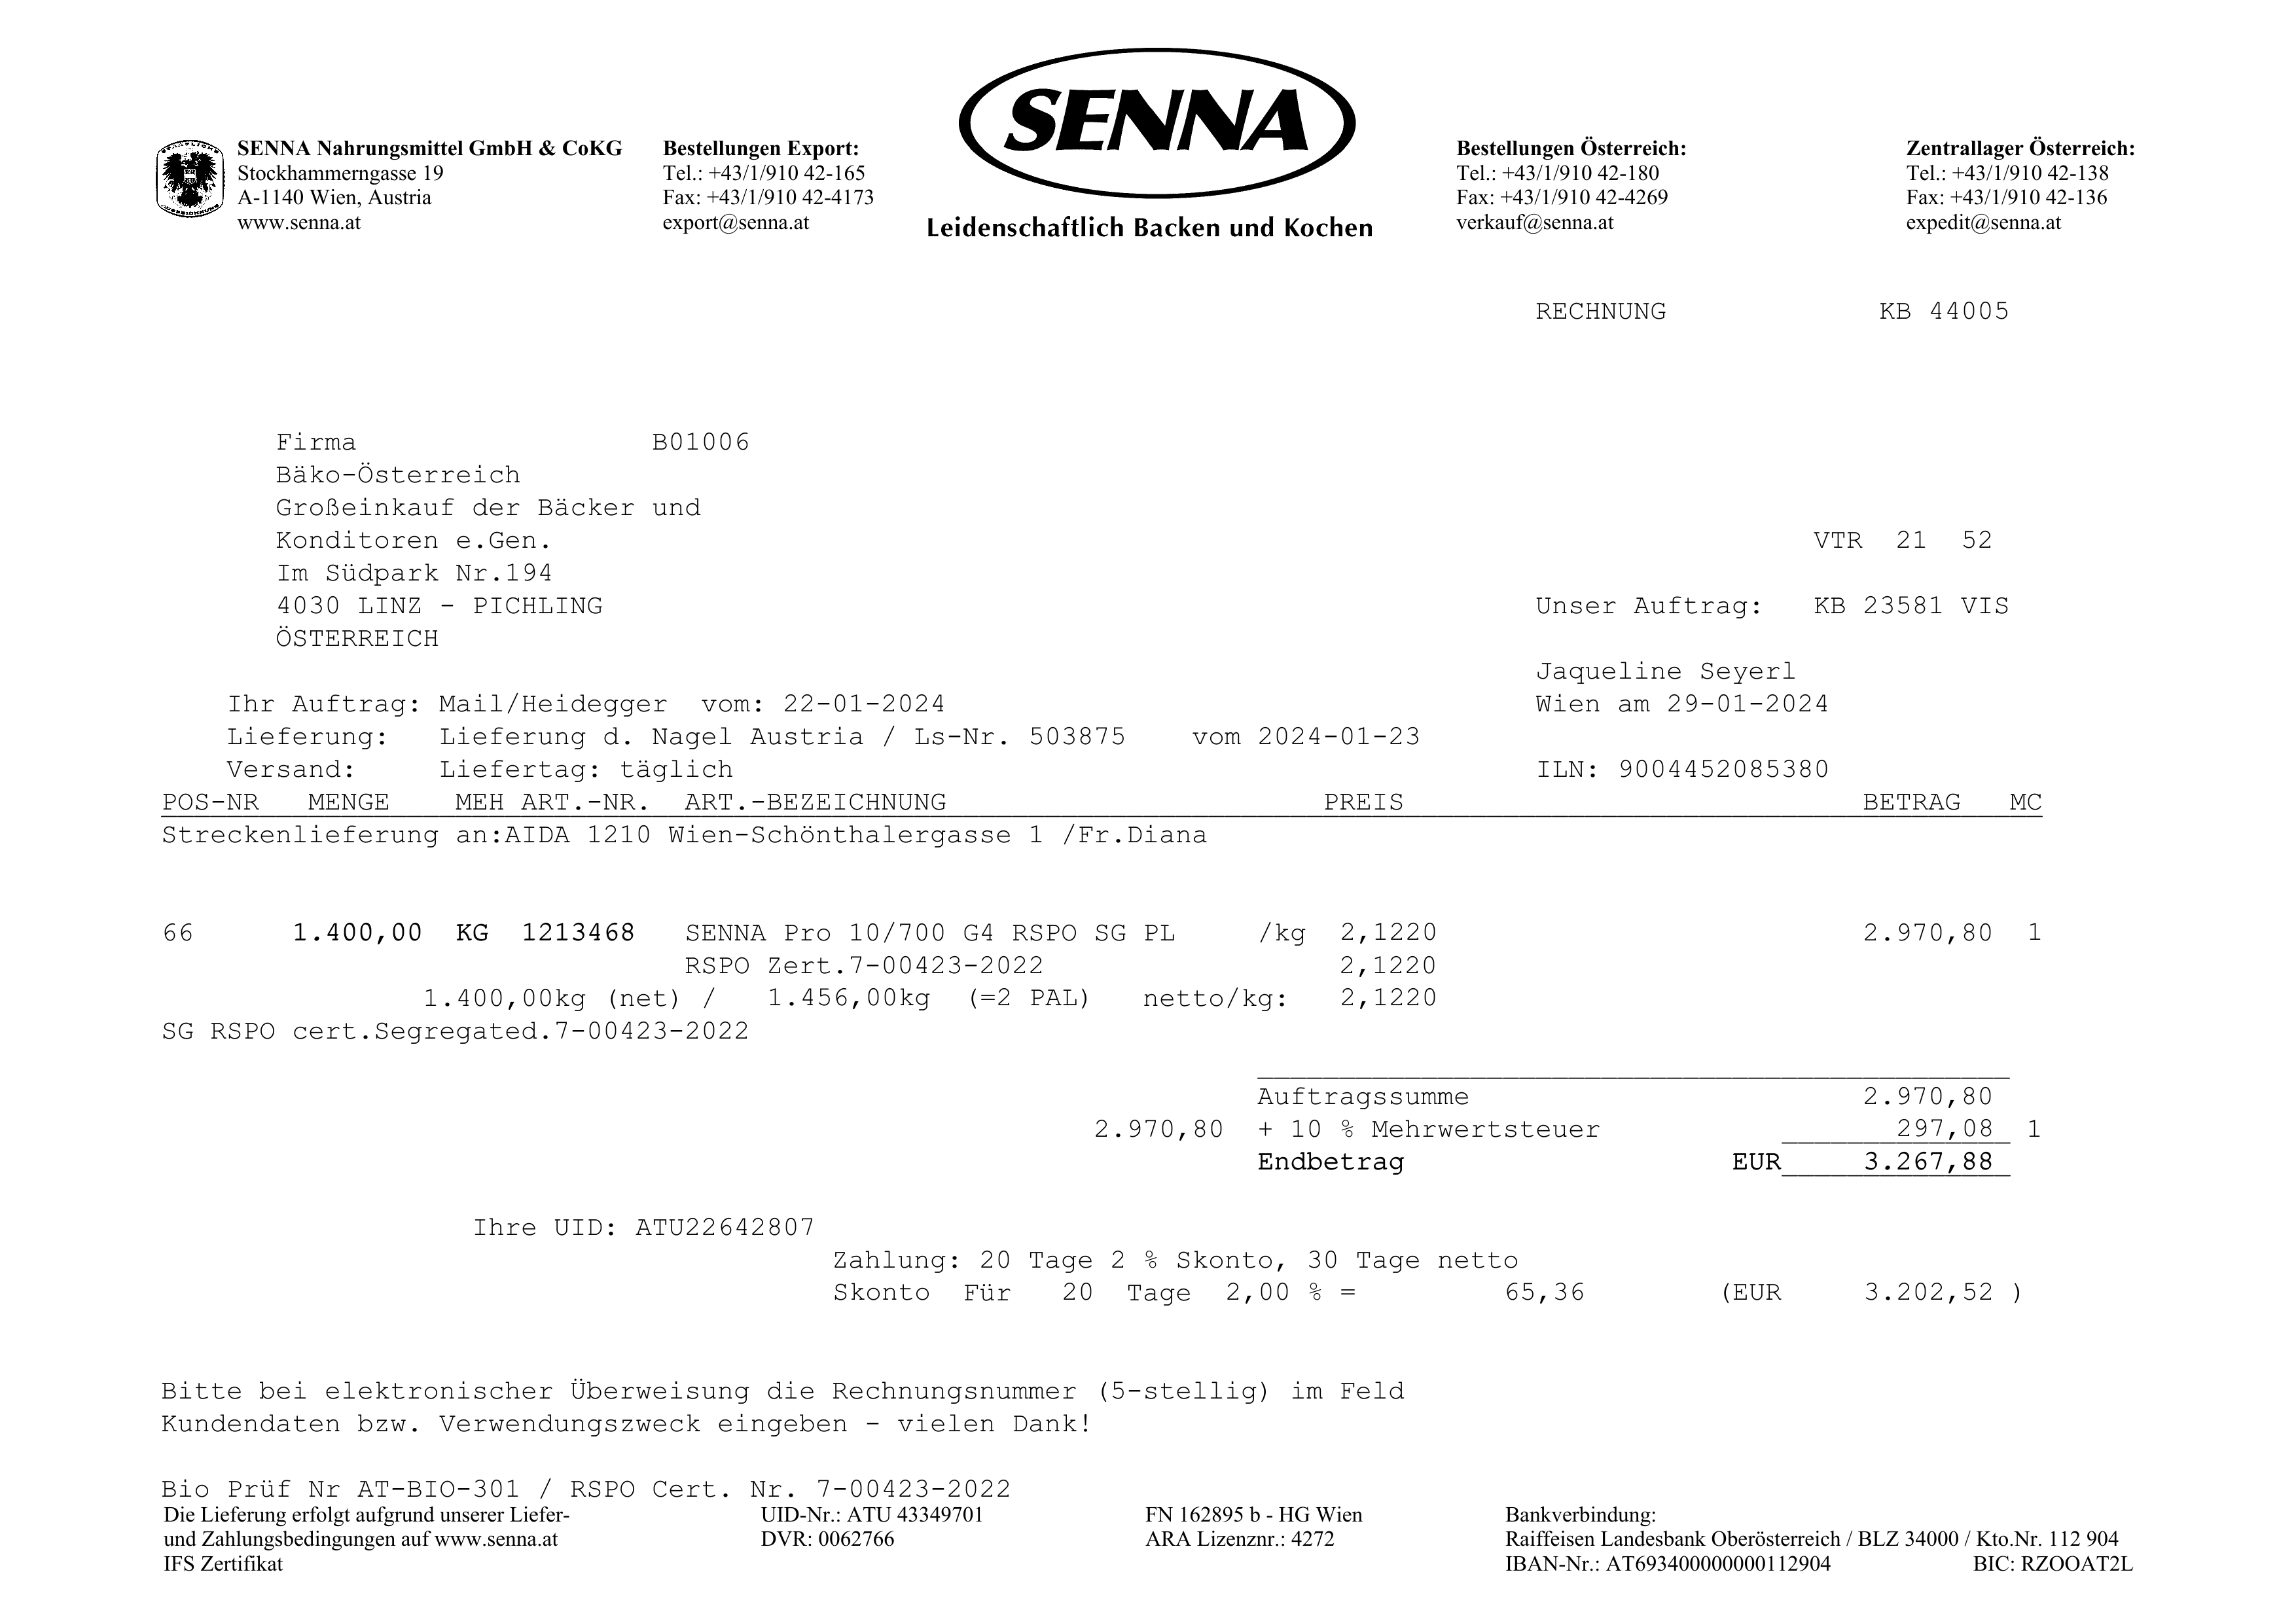 SENNA
Leidenschaftlich Backen und Kochen
SENNA Nahrungsmittel GmbH & CoKG
Stockhammerngasse 19
A-1140 Wien, Austria
www.senna.at
Bestellungen Export:
Tel.: +43/1/910 42-165
Fax: +43/1/910 42-4173
export@senna.at
Bestellungen Österreich:
Tel.: +43/1/910 42-180
Fax: +43/1/910 42-4269
verkauf@senna.at
Zentrallager Österreich:
Tel.: +43/1/910 42-138
Fax: +43/1/910 42-136
expedit@senna.at
RECHNUNG KB 44005
Firma B01006
Bäko-Österreich
Großeinkauf der Bäcker und
Konditoren e.Gen. VTR 21 52
Im Südpark Nr.194
4030 LINZ - PICHLING Unser Auftrag: KB 23581 VIS
ÖSTERREICH
Jaqueline Seyerl
Ihr Auftrag: Mail/Heidegger vom: 22-01-2024 Wien am 29-01-2024
Lieferung: Lieferung d. Nagel Austria / Ls-Nr. 503875 vom 2024-01-23
Versand: Liefertag: täglich ILN: 9004452085380
POS-NR MENGE MEH ART.-NR. ART.-BEZEICHNUNG PREIS BETRAG MC
Streckenlieferung an:AIDA 1210 Wien-Schönthalergasse 1 /Fr.Diana
66 1.400,00 KG 1213468 SENNA Pro 10/700 G4 RSPO SG PL /kg 2,1220 2.970,80 1
RSPO Zert.7-00423-2022 2,1220
1.400,00kg (net) / 1.456,00kg (=2 PAL) netto/kg: 2,1220
SG RSPO cert.Segregated.7-00423-2022
Auftragssumme 2.970,80
2.970,80 + 10 % Mehrwertsteuer 297,08 1
Endbetrag EUR 3.267,88
Ihre UID: ATU22642807
Zahlung: 20 Tage 2 % Skonto, 30 Tage netto
Skonto Für 20 Tage 2,00 % = 65,36 (EUR 3.202,52 )
Bitte bei elektronischer Überweisung die Rechnungsnummer (5-stellig) im Feld
Kundendaten bzw. Verwendungszweck eingeben - vielen Dank!
Bio Prüf Nr AT-BIO-301 / RSPO Cert. Nr. 7-00423-2022
Die Lieferung erfolgt aufgrund unserer Liefer-
und Zahlungsbedingungen auf www.senna.at
IFS Zertifikat
UID-Nr.: ATU 43349701
DVR: 0062766
FN 162895 b - HG Wien
ARA Lizenznr.: 4272
Bankverbindung:
Raiffeisen Landesbank Oberösterreich / BLZ 34000 / Kto.Nr. 112 904
IBAN-Nr.: AT693400000000112904 BIC: RZOOAT2L